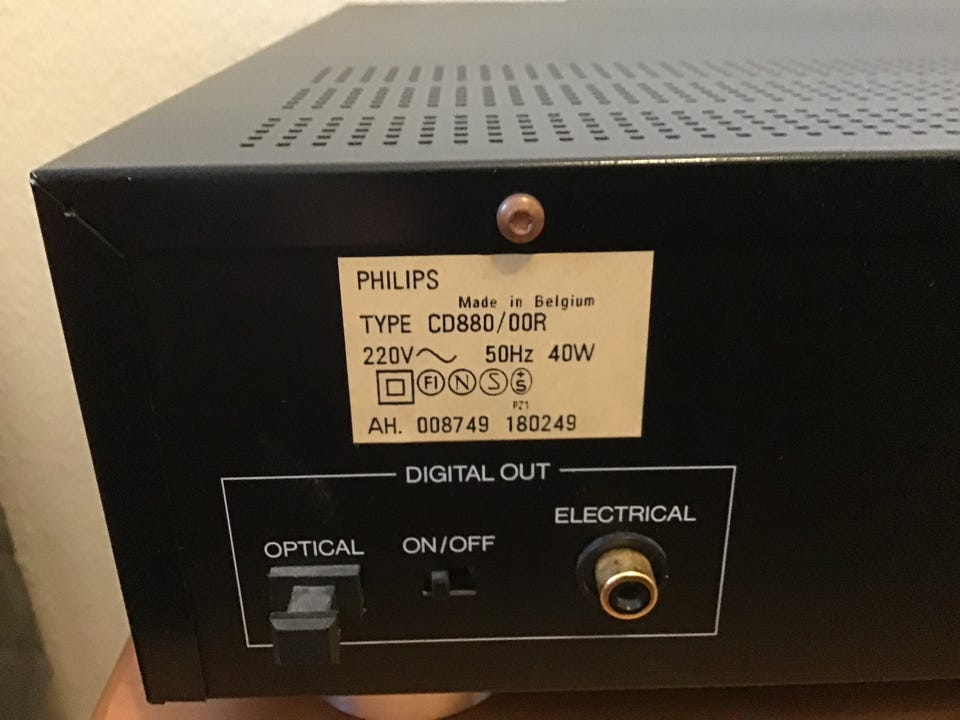 PHILIPS
Made in Belgium
TYPE CD880/00R
220V~ 50Hz 40W
FI N S +S
PZ1
AH. 008749 180249
DIGITAL OUT
ELECTRICAL
OPTICAL ON/OFF